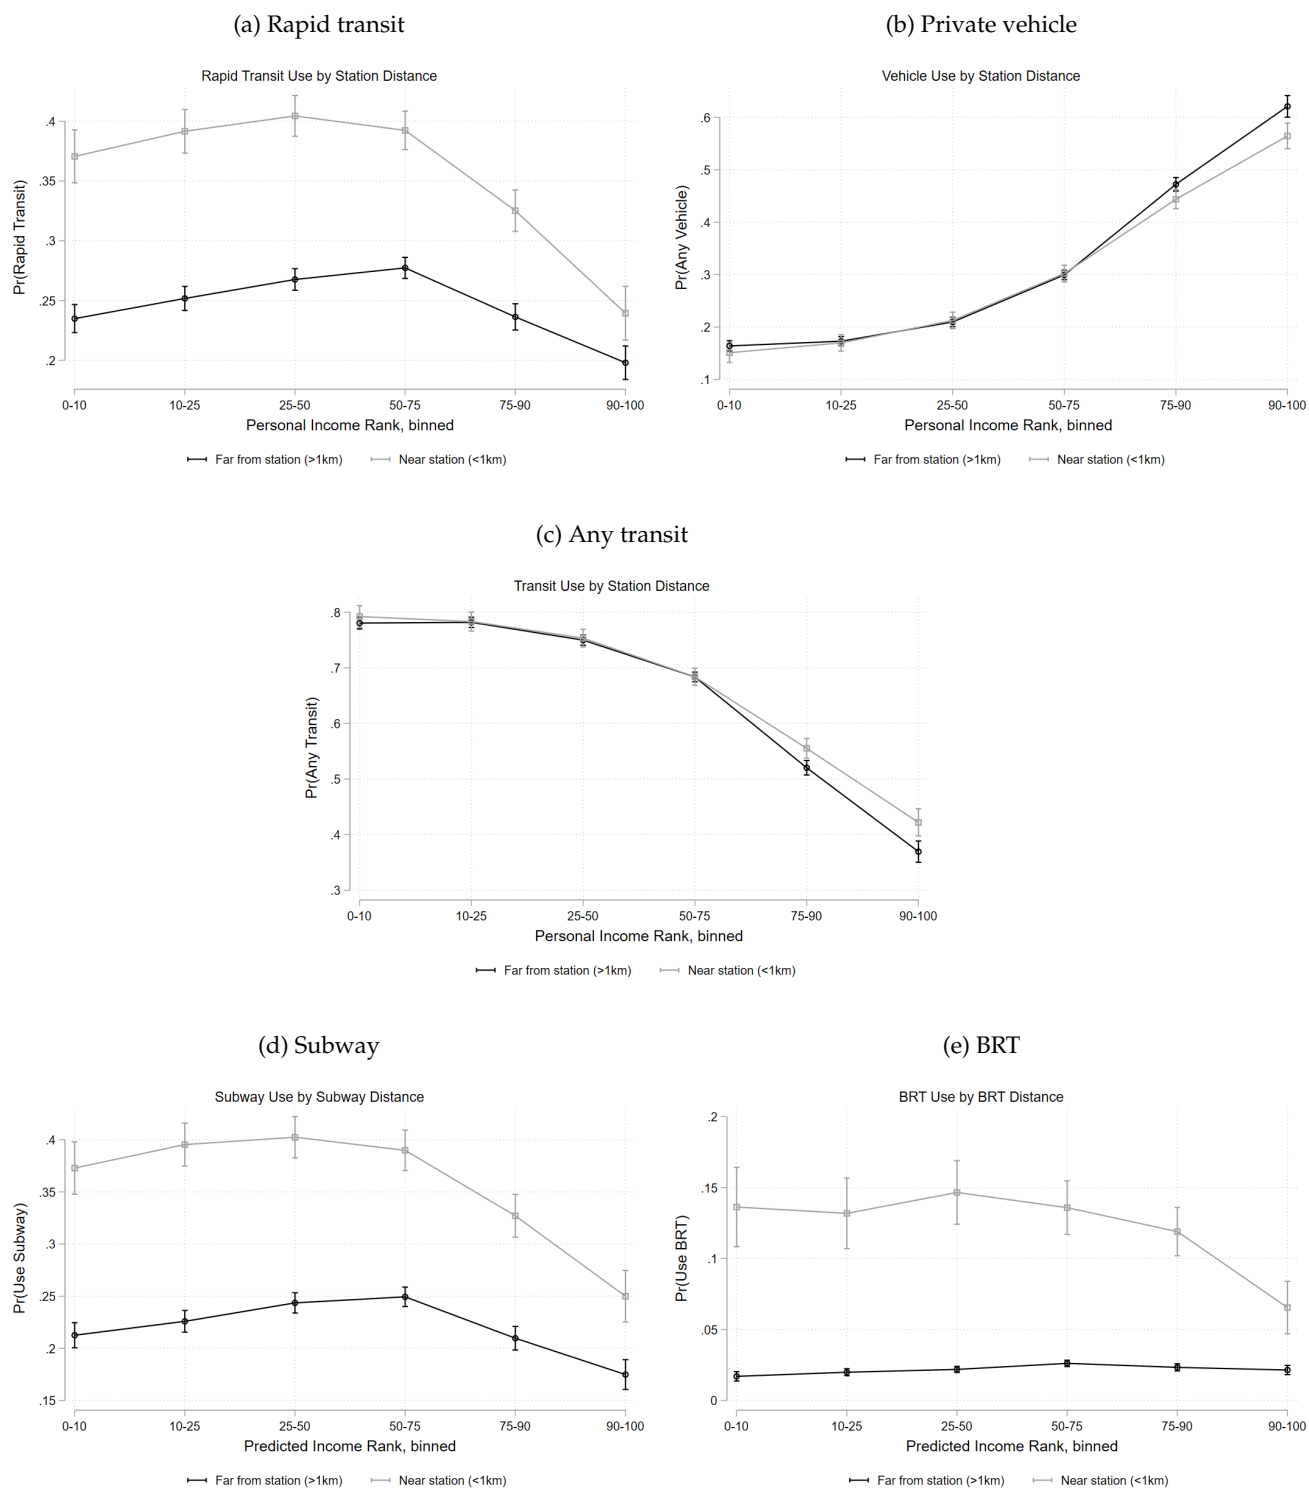 (a) Rapid transit
Rapid Transit Use by Station Distance
Pr(Rapid Transit)
.4
.35
.3
.25
.2
0-10 10-25 25-50 50-75 75-90 90-100
Personal Income Rank, binned
Far from station (>1km) Near station (<1km)
(b) Private vehicle
Vehicle Use by Station Distance
Pr(Any Vehicle)
.6
.5
.4
.3
.2
.1
0-10 10-25 25-50 50-75 75-90 90-100
Personal Income Rank, binned
Far from station (>1km) Near station (<1km)
(c) Any transit
Transit Use by Station Distance
Pr(Any Transit)
.8
.7
.6
.5
.4
.3
0-10 10-25 25-50 50-75 75-90 90-100
Personal Income Rank, binned
Far from station (>1km) Near station (<1km)
(d) Subway
Subway Use by Subway Distance
Pr(Use Subway)
.4
.35
.3
.25
.2
.15
0-10 10-25 25-50 50-75 75-90 90-100
Predicted Income Rank, binned
Far from station (>1km) Near station (<1km)
(e) BRT
BRT Use by BRT Distance
Pr(Use BRT)
.2
.15
.1
.05
0
0-10 10-25 25-50 50-75 75-90 90-100
Predicted Income Rank, binned
Far from station (>1km) Near station (<1km)